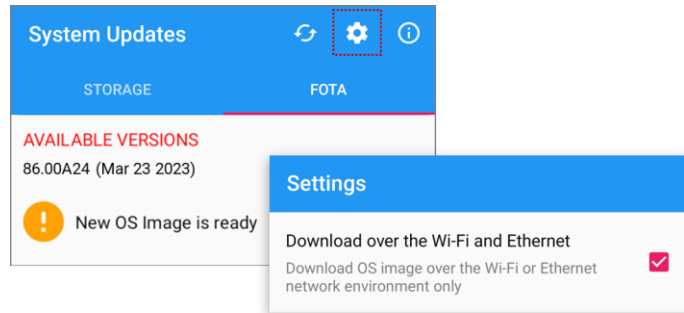 System Updates
STORAGE
FOTA
AVAILABLE VERSIONS
86.00A24 (Mar 23 2023)
New OS Image is ready
Settings
Download over the Wi-Fi and Ethernet
Download OS image over the Wi-Fi or Ethernet
network environment only